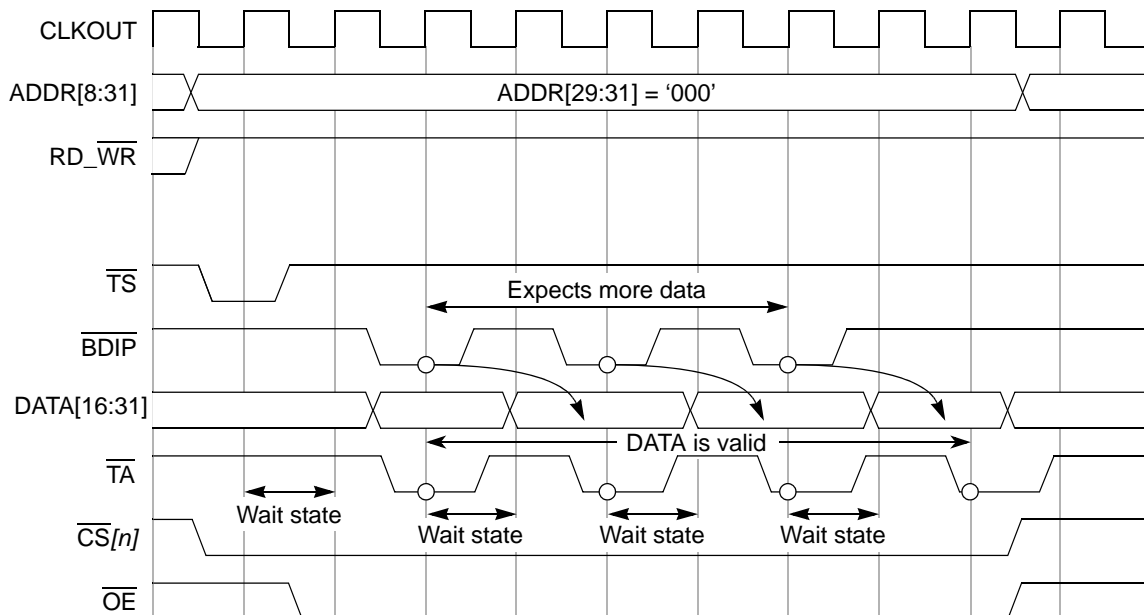 CLKOUT
ADDR[8:31]
ADDR[29:31] = ‘000’
RD_WR
TS
Expects more data
BDIP
DATA[16:31]
DATA is valid
TA
Wait state
Wait state
Wait state
Wait state
CS[n]
OE